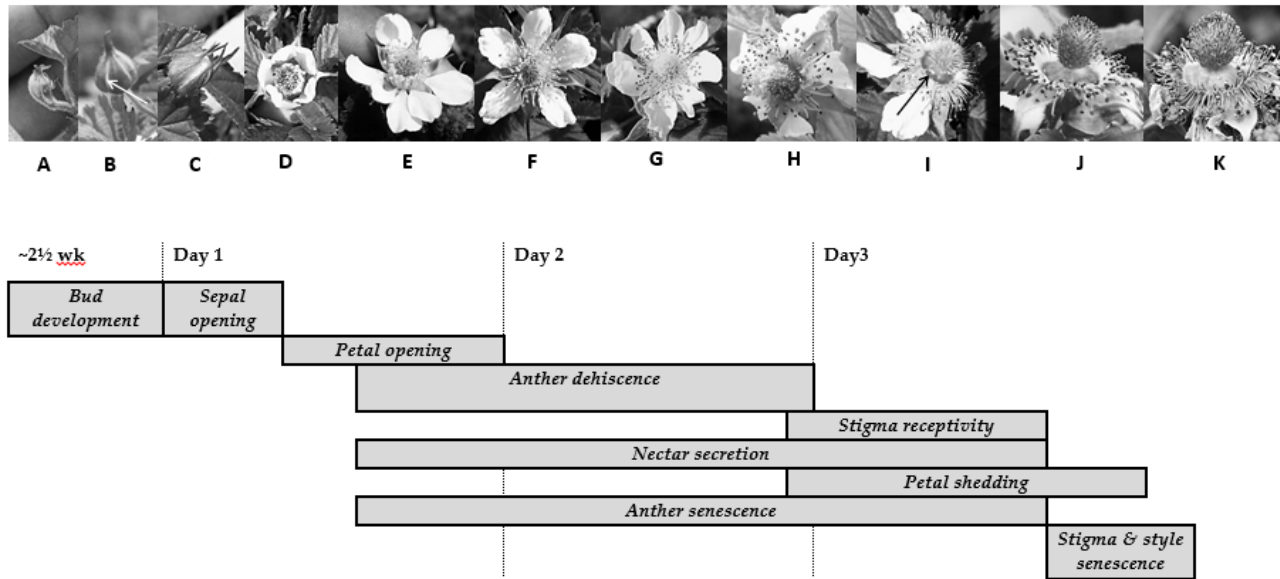 A B C D E F G H I J K
~2½ wk Day 1 Day 2 Day3
Bud
development
Sepal
opening
Petal opening
Anther dehiscence
Stigma receptivity
Nectar secretion
Petal shedding
Anther senescence
Stigma & style
senescence